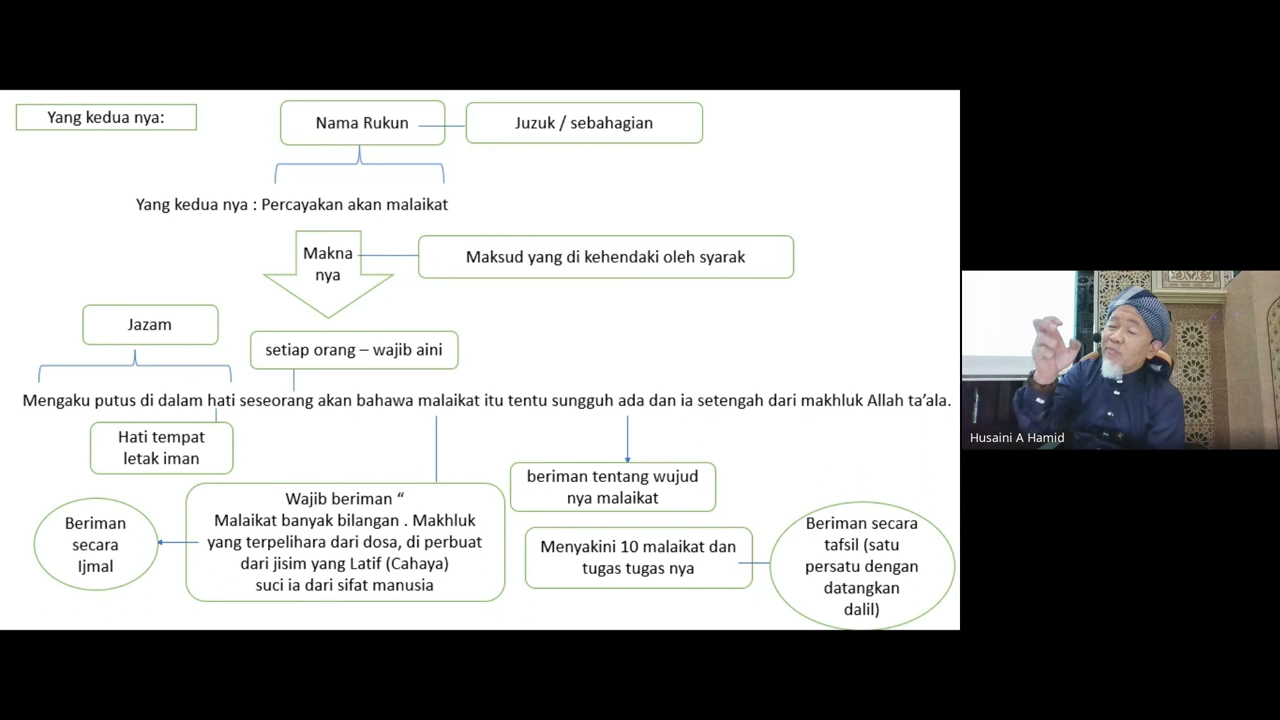 Yang kedua nya:
Nama Rukun
Juzuk / sebahagian
Yang kedua nya : Percayakan akan malaikat
Makna
nya
Maksud yang di kehendaki oleh syarak
Jazam
setiap orang – wajib aini
Mengaku putus di dalam hati seseorang akan bahawa malaikat itu tentu sungguh ada dan ia setengah dari makhluk Allah ta’ala.
Hati tempat
letak iman
beriman tentang wujud
nya malaikat
Beriman
secara
Ijmal
Wajib beriman “
Malaikat banyak bilangan . Makhluk
yang terpelihara dari dosa, di perbuat
dari jisim yang Latif (Cahaya)
suci ia dari sifat manusia
Menyakini 10 malaikat dan
tugas tugas nya
Beriman secara
tafsil (satu
persatu dengan
datangkan
dalil)
Husaini A Hamid